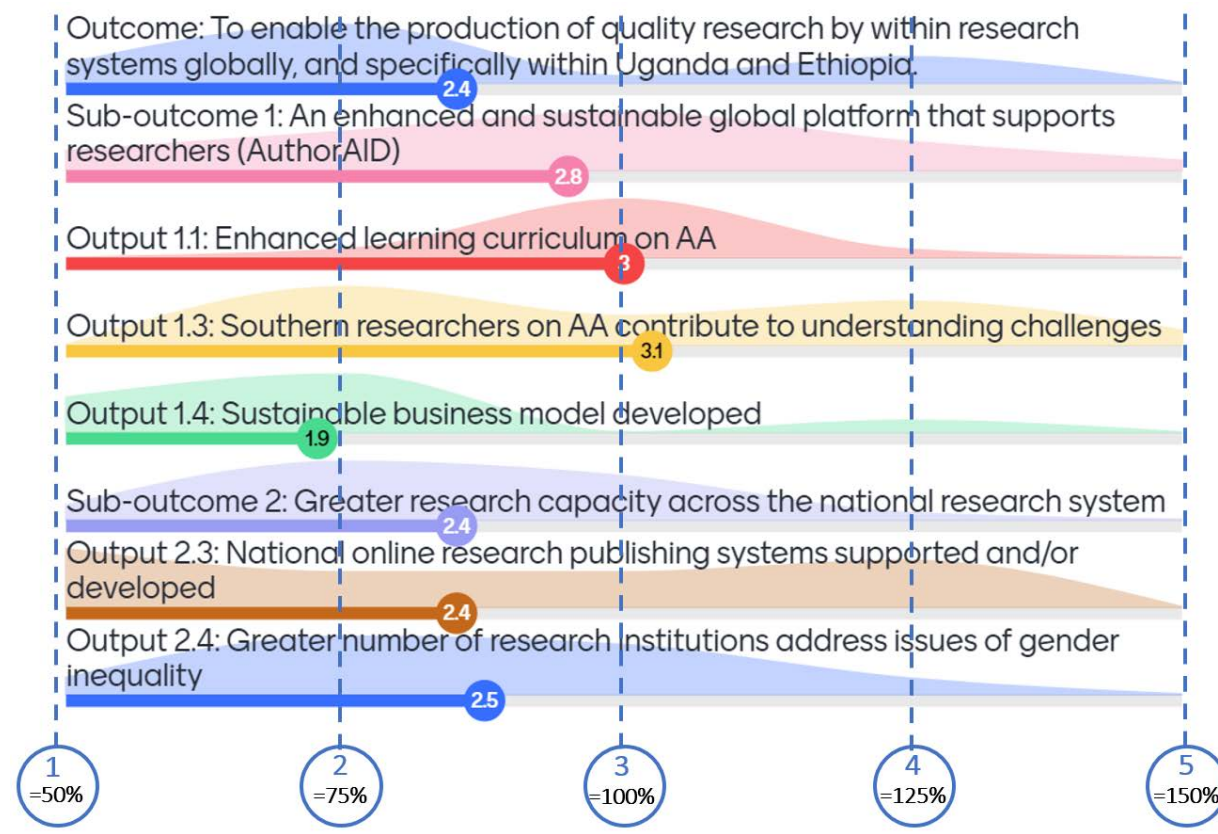 Outcome: To enable the production of quality research by within research
systems globally, and specifically within Uganda and Ethiopia.
2.4
Sub-outcome 1: An enhanced and sustainable global platform that supports
researchers (AuthorAID)
2.8
Output 1.1: Enhanced learning curriculum on AA
3
Output 1.3: Southern researchers on AA contribute to understanding challenges
3.1
Output 1.4: Sustainable business model developed
1.9
Sub-outcome 2: Greater research capacity across the national research system
2.4
Output 2.3: National online research publishing systems supported and/or
developed
2.4
Output 2.4: Greater number of research institutions address issues of gender
inequality
2.5
1 2 3 4 5
=50% =75% =100% =125% =150%